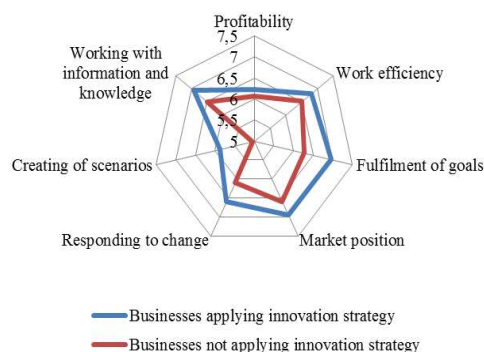 Profitability
7,5
7
6,5
6
5,5
5
Working with
information and
knowledge
Work efficiency
Creating of scenarios
Fulfilment of goals
Responding to change
Market position
Businesses applying innovation strategy
Businesses not applying innovation strategy